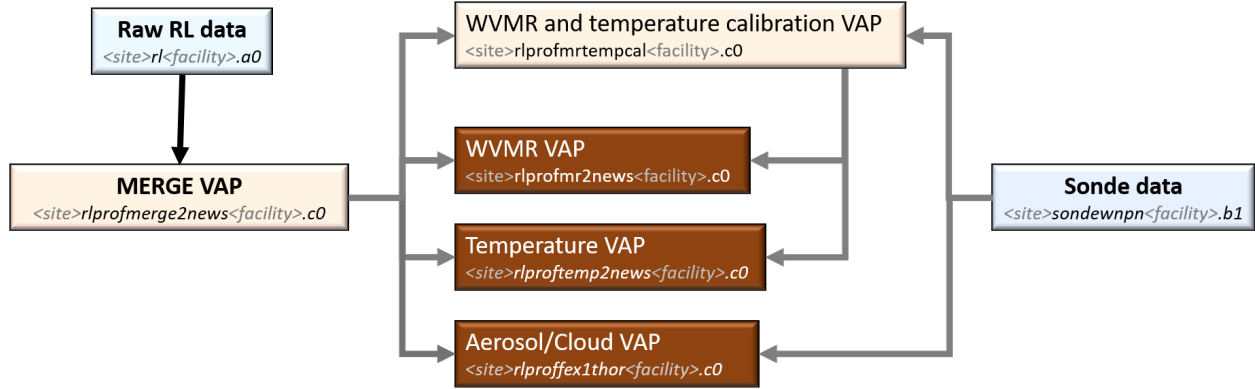 Raw RL data
<site>rl<facility>.a0
MERGE VAP
<site>rlprofmerge2news<facility>.c0
WVMR and temperature calibration VAP
<site>rlprofmrtempcal<facility>.c0
WVMR VAP
<site>rlprofmr2news<facility>.c0
Temperature VAP
<site>rlproftemp2news<facility>.c0
Aerosol/Cloud VAP
<site>rlproffex1thor<facility>.c0
Sonde data
<site>sondewnpn<facility>.b1